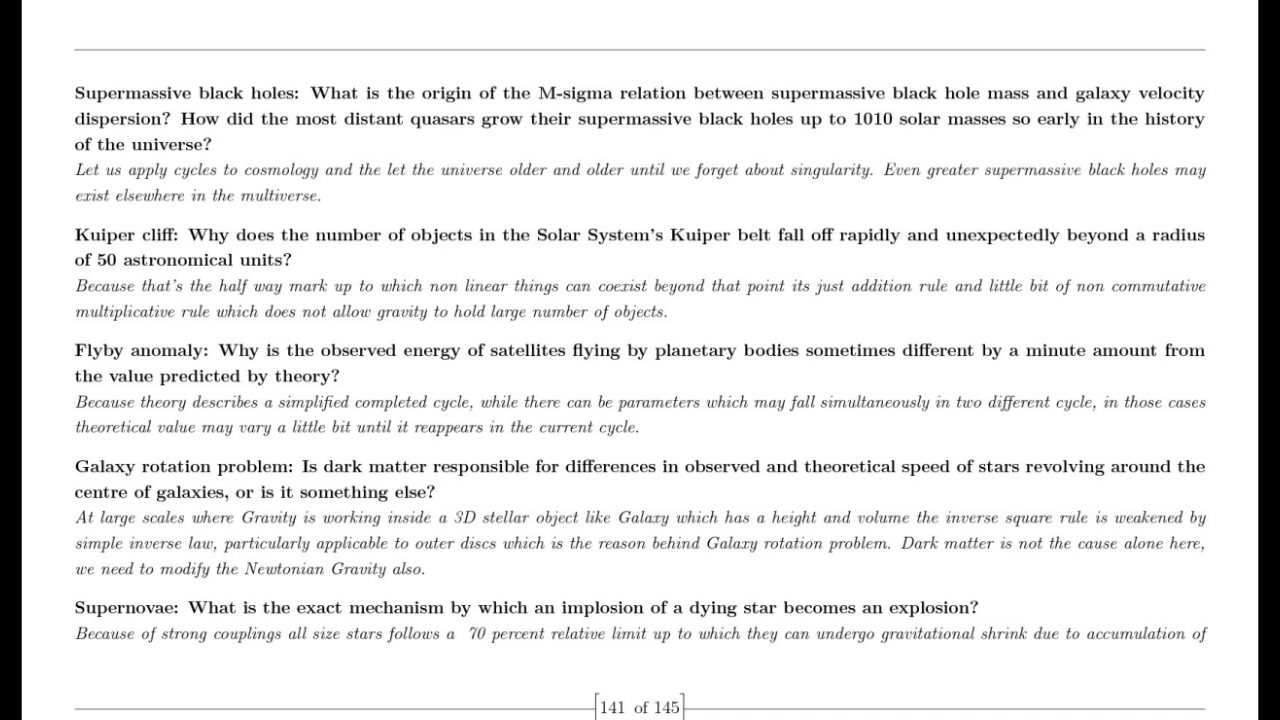 Supermassive black holes: What is the origin of the M-sigma relation between supermassive black hole mass and galaxy velocity
dispersion? How did the most distant quasars grow their supermassive black holes up to 1010 solar masses so early in the history
of the universe?
Let us apply cycles to cosmology and the let the universe older and older until we forget about singularity. Even greater supermassive black holes may
exist elsewhere in the multiverse.
Kuiper cliff: Why does the number of objects in the Solar System's Kuiper belt fall off rapidly and unexpectedly beyond a radius
of 50 astronomical units?
Because that's the half way mark up to which non linear things can coexist beyond that point its just addition rule and little bit of non commutative
multiplicative rule which does not allow gravity to hold large number of objects.
Flyby anomaly: Why is the observed energy of satellites flying by planetary bodies sometimes different by a minute amount from
the value predicted by theory?
Because theory describes a simplified completed cycle, while there can be parameters which may fall simultaneously in two different cycle, in those cases
theoretical value may vary a little bit until it reappears in the current cycle.
Galaxy rotation problem: Is dark matter responsible for differences in observed and theoretical speed of stars revolving around the
centre of galaxies, or is it something else?
At large scales where Gravity is working inside a 3D stellar object like Galaxy which has a height and volume the inverse square rule is weakened by
simple inverse law, particularly applicable to outer discs which is the reason behind Galaxy rotation problem. Dark matter is not the cause alone here,
we need to modify the Newtonian Gravity also.
Supernovae: What is the exact mechanism by which an implosion of a dying star becomes an explosion?
Because of strong couplings all size stars follows a 70 percent relative limit up to which they can undergo gravitational shrink due to accumulation of
141 of 145